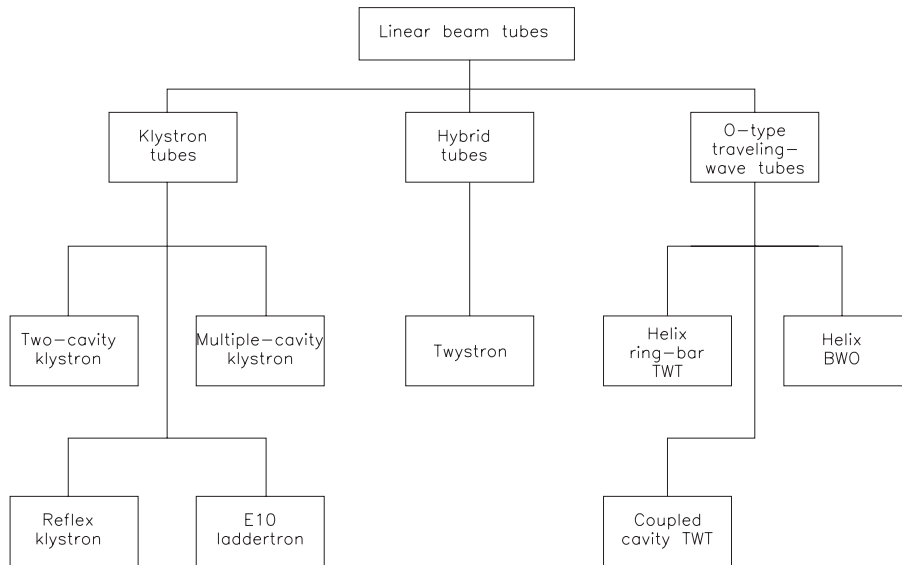 Linear beam tubes
Klystron
tubes
Hybrid
tubes
O-type
traveling-
wave tubes
Two-cavity
klystron
Multiple-cavity
klystron
Twystron
Helix
ring-bar
TWT
Helix
BWO
Reflex
klystron
E10
laddertron
Coupled
cavity TWT